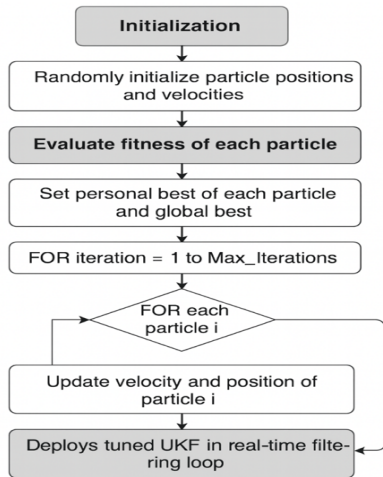 Initialization
Randomly initialize particle positions
and velocities
Evaluate fitness of each particle
Set personal best of each particle
and global best
FOR iteration = 1 to Max_Iterations
FOR each
particle i
Update velocity and position of
particle i
Deploys tuned UKF in real-time filte-
ring loop